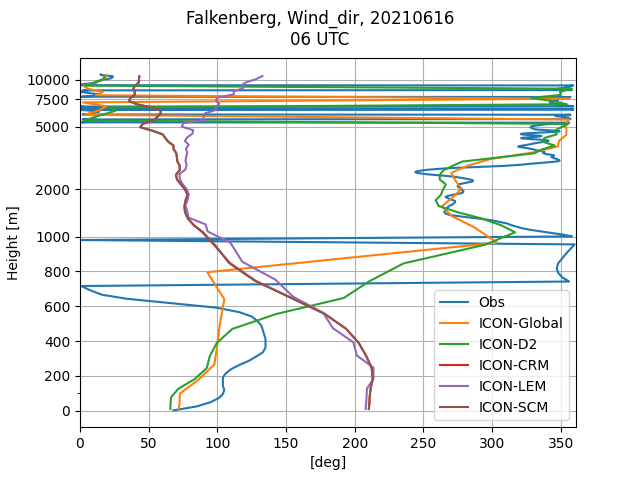 Falkenberg, Wind_dir, 20210616
06 UTC
10000
7500
5000
2000
1000
800
600
400
200
0
Height [m]
Obs
ICON-Global
ICON-D2
ICON-CRM
ICON-LEM
ICON-SCM
0 50 100 150 200 250 300 350
[deg]